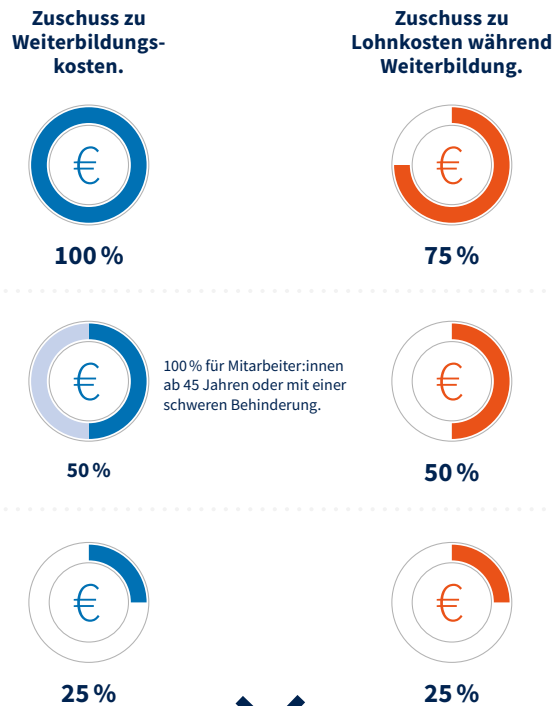 Zuschuss zu
Weiterbildungs-
kosten.
Zuschuss zu
Lohnkosten während
Weiterbildung.
€
€
100 %
75 %
€
100 % für Mitarbeiter:innen
ab 45 Jahren oder mit einer
schweren Behinderung.
€
50 %
50 %
€
€
25 %
25 %